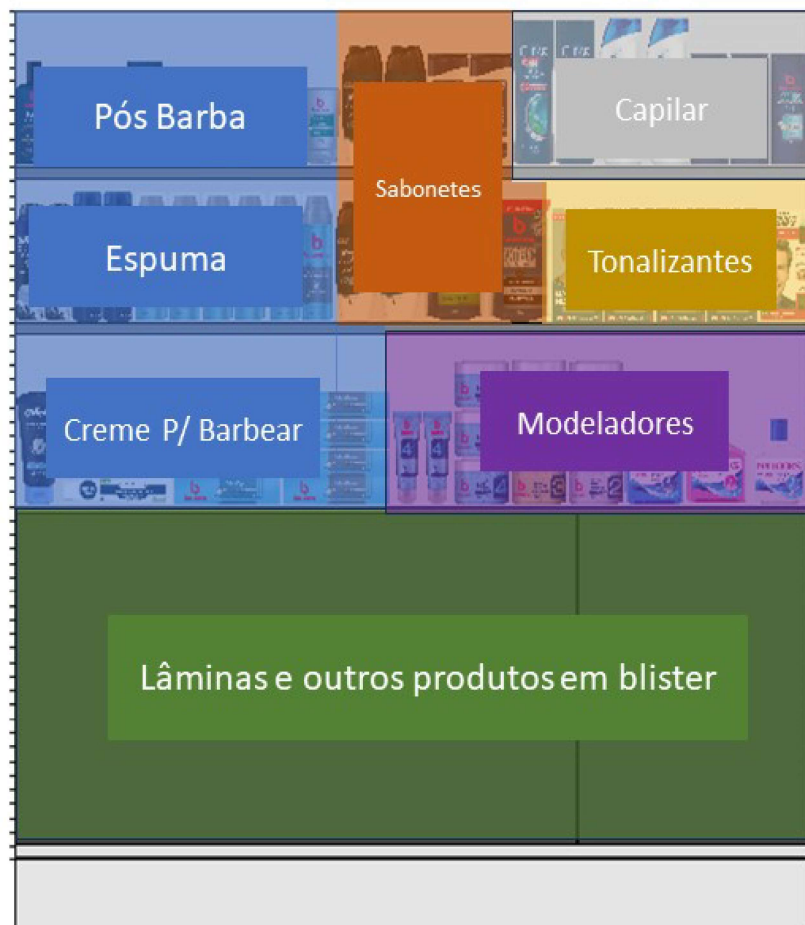 Pós Barba
Sabonetes
Capilar
Espuma
Tonalizantes
Creme P/ Barbear
Modeladores
Lâminas e outros produtos em blister